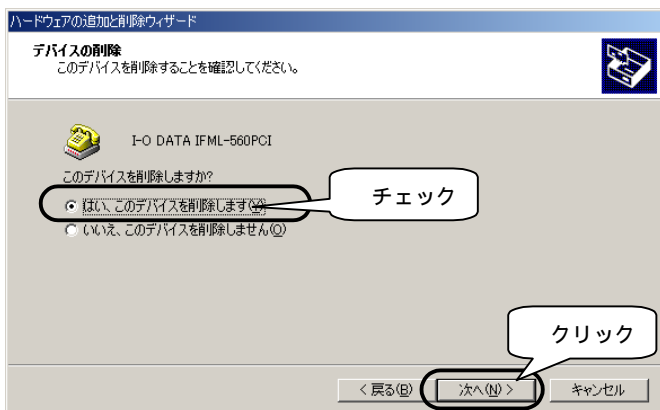 ハードウェアの追加と削除ウィザード
デバイスの削除
このデバイスを削除することを確認してください。
I-O DATA IFML-560PCI
このデバイスを削除しますか?
はい、このデバイスを削除します(Y)
チェック
いいえ、このデバイスを削除しません(O)
クリック
< 戻る(B)
次へ(N) >
キャンセル